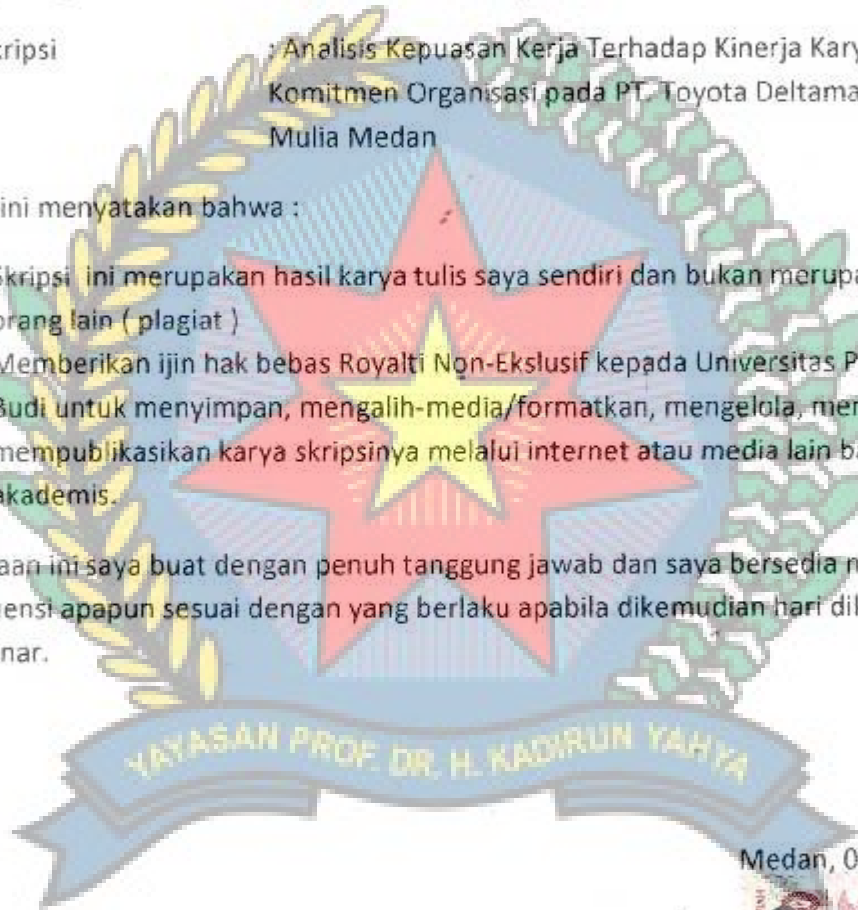 kripsi : Analisis Kepuasan Kerja Terhadap Kinerja Kary
Komitmen Organisasi pada PT. Toyota Deltama
Mulia Medan
ini menyatakan bahwa :
Skripsi ini merupakan hasil karya tulis saya sendiri dan bukan merupa
orang lain ( plagiat )
Memberikan ijin hak bebas Royalti Non-Ekslusif kepada Universitas P
Budi untuk menyimpan, mengalih-media/formatkan, mengelola, men
mempublikasikan karya skripsinya melalui internet atau media lain ba
akademis.
aan ini saya buat dengan penuh tanggung jawab dan saya bersedia m
ensi apapun sesuai dengan yang berlaku apabila dikemudian hari di
nar.
YAYASAN PROF. DR. H. KADIRUN YAHYA
Medan, 0